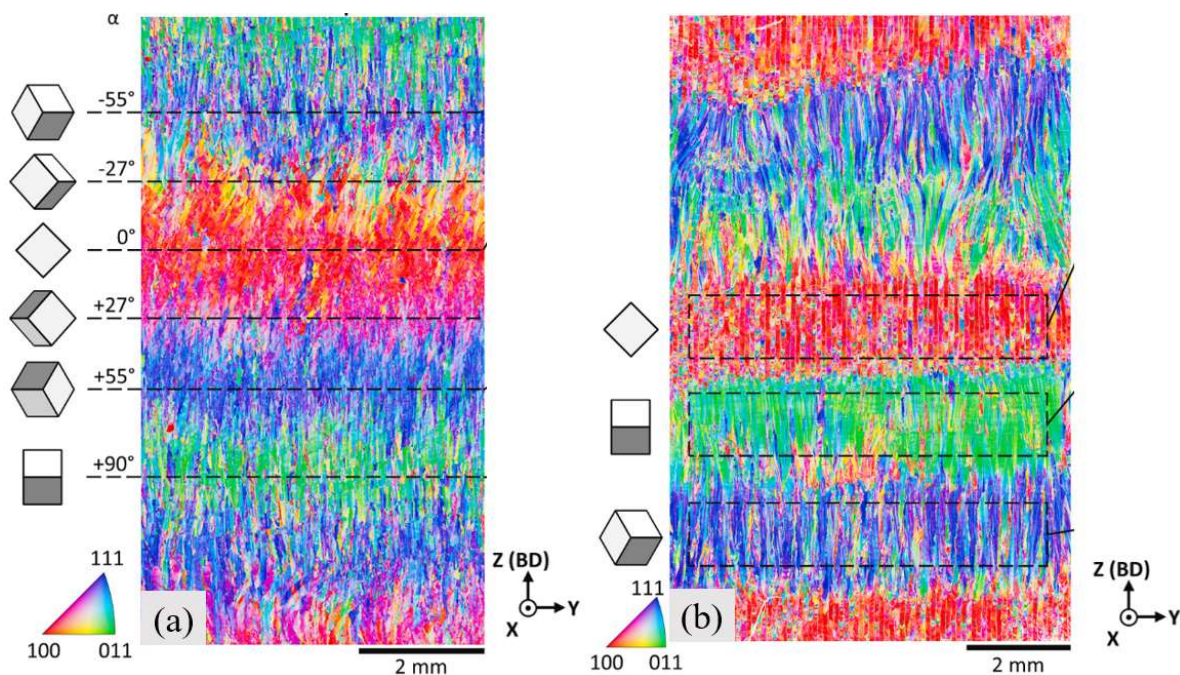 α
-55°
-27°
0°
+27°
+55°
+90°
111
100 011
(a)
Z (BD)
Y
X
2 mm
111
100 011
(b)
Z (BD)
Y
X
2 mm